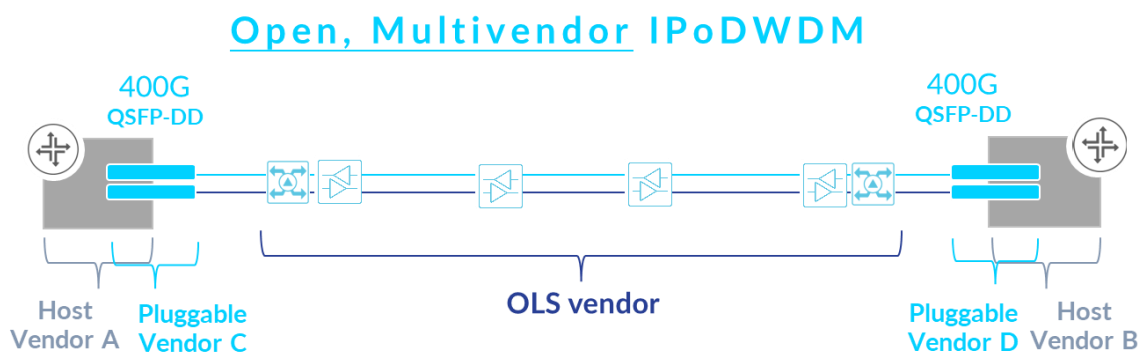 Open, Multivendor IPoDWDM
400G
QSFP-DD
400G
QSFP-DD
OLS vendor
Host
Vendor A
Pluggable
Vendor C
Pluggable
Vendor D
Host
Vendor B